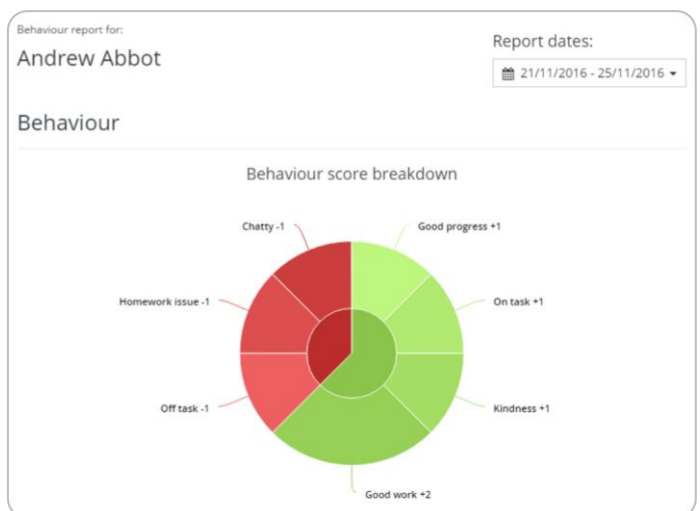 Behaviour report for:
Andrew Abbot
Report dates:
21/11/2016 - 25/11/2016
Behaviour
Behaviour score breakdown
Chatty -1
Good progress +1
Homework issue -1
On task +1
Off task -1
Kindness +1
Good work +2